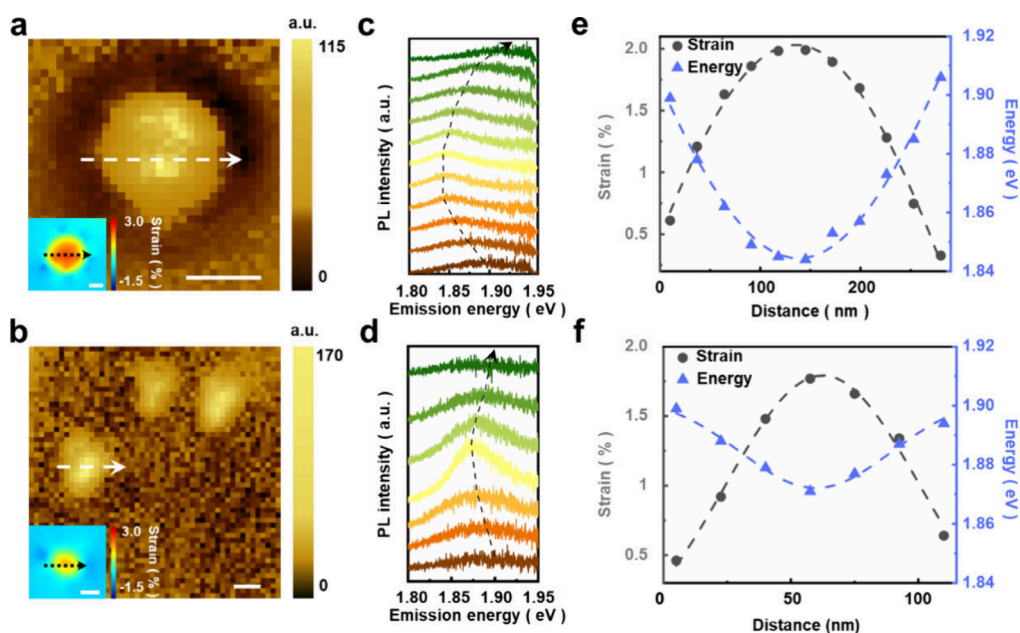 a
a.u.
115
0
3.0
-1.5
Strain (%)
c
PL intensity ( a.u.)
1.80 1.85 1.90 1.95
Emission energy ( eV)
e
Strain
Energy
2.0
1.5
1.0
0.5
Strain ( % )
1.92
1.90
1.88
1.86
1.84
Energy ( eV)
0 100 200
Distance ( nm)
b
a.u.
170
0
3.0
-1.5
Strain (%)
d
PL intensity ( a.u.)
1.80 1.85 1.90 1.95
Emission energy ( eV)
f
Strain
Energy
2.0
1.5
1.0
0.5
Strain ( % )
1.92
1.90
1.88
1.86
1.84
Energy ( eV)
0 50 100
Distance (nm)